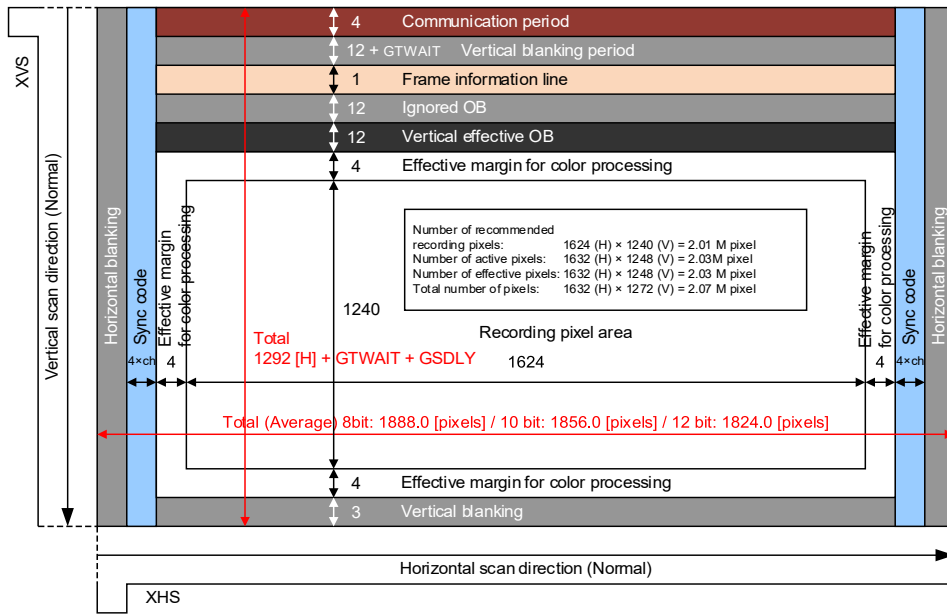 XVS
Vertical scan direction (Normal)
Horizontal blanking
Sync code
4×ch
4 Communication period
12 + GTWAIT Vertical blanking period
1 Frame information line
12 Ignored OB
12 Vertical effective OB
4 Effective margin for color processing
Effective margin
for color processing
4
Number of recommended
recording pixels: 1624 (H) × 1240 (V) = 2.01 M pixel
Number of active pixels: 1632 (H) × 1248 (V) = 2.03M pixel
Number of effective pixels: 1632 (H) × 1248 (V) = 2.03 M pixel
Total number of pixels: 1632 (H) × 1272 (V) = 2.07 M pixel
1240
Recording pixel area
1624
Total
1292 [H] + GTWAIT + GSDLY
Effective margin
for color processing
4
Sync code
4×ch
Horizontal blanking
Total (Average) 8bit: 1888.0 [pixels] / 10 bit: 1856.0 [pixels] / 12 bit: 1824.0 [pixels]
4 Effective margin for color processing
3 Vertical blanking
Horizontal scan direction (Normal)
XHS